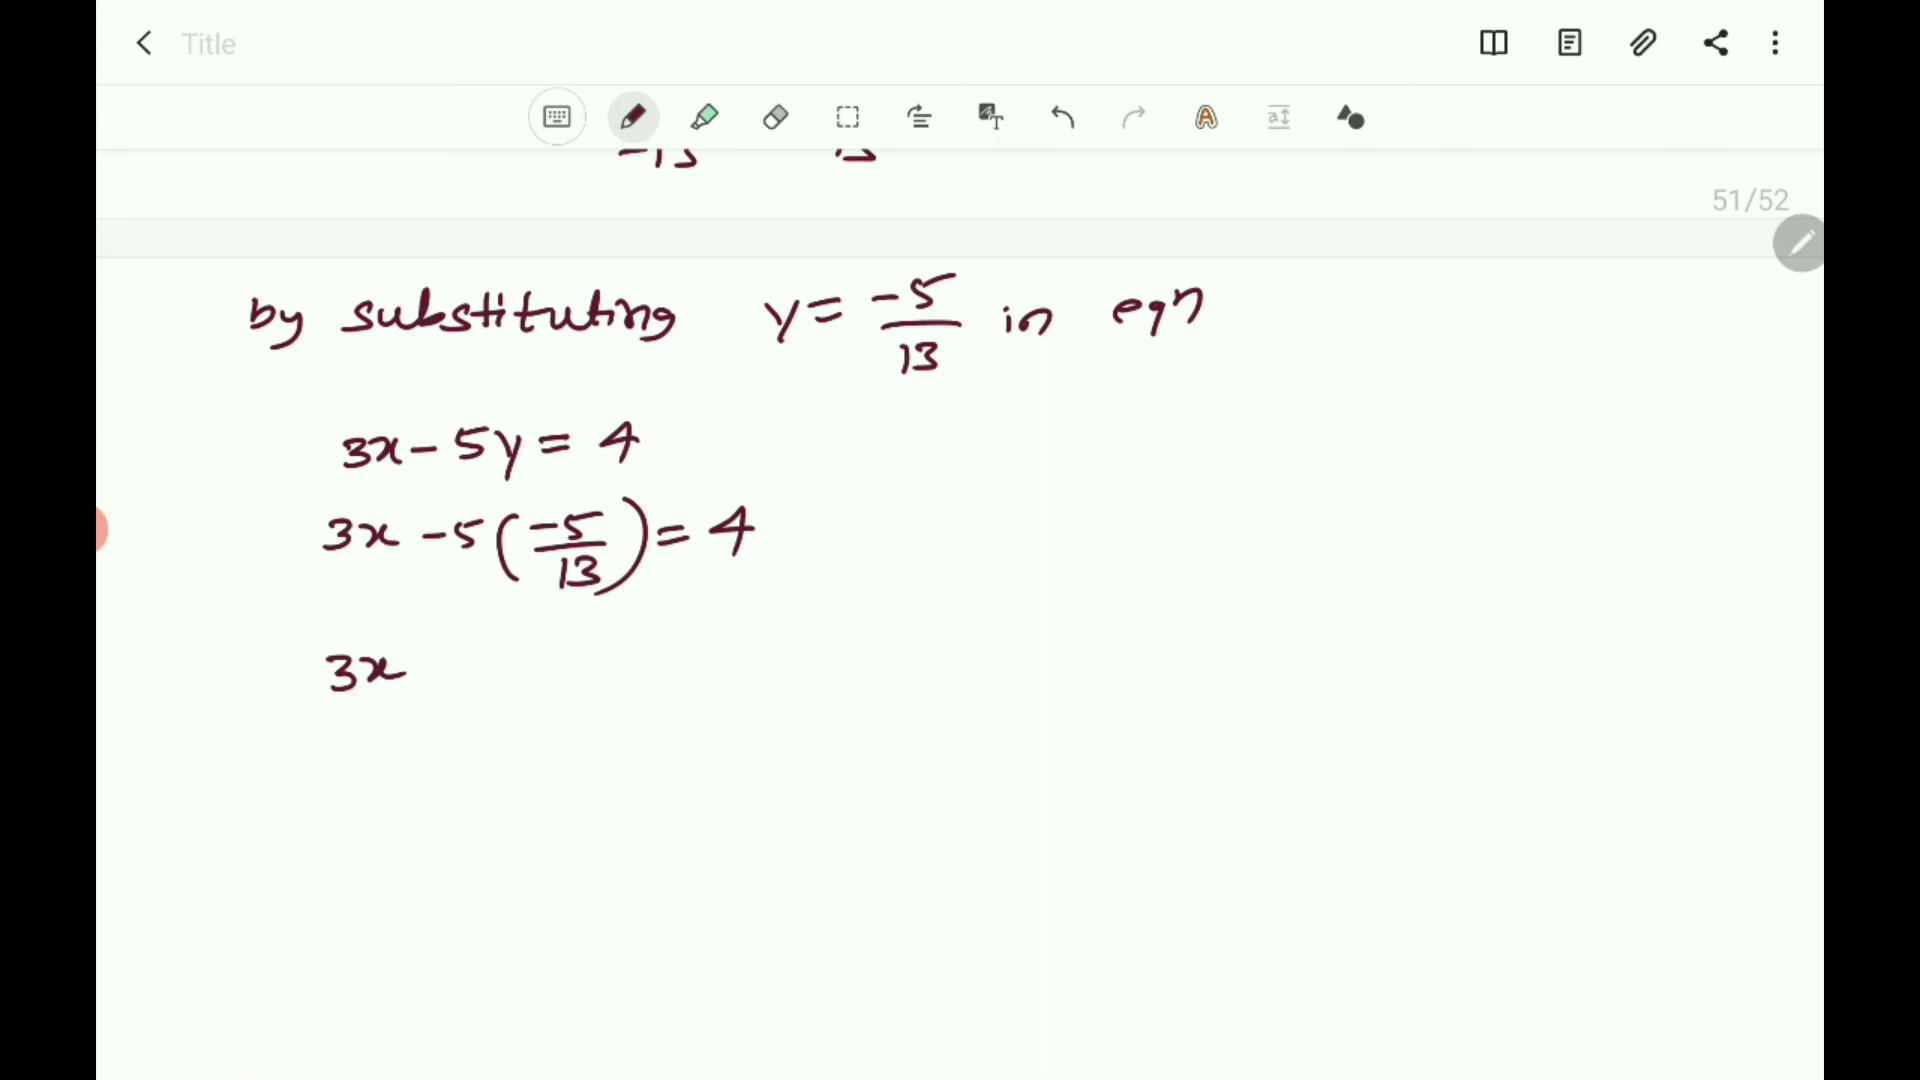 Title
51/52
by substituting y = -5/13 in eqn
3x - 5y = 4
3x - 5(-5/13) = 4
3x